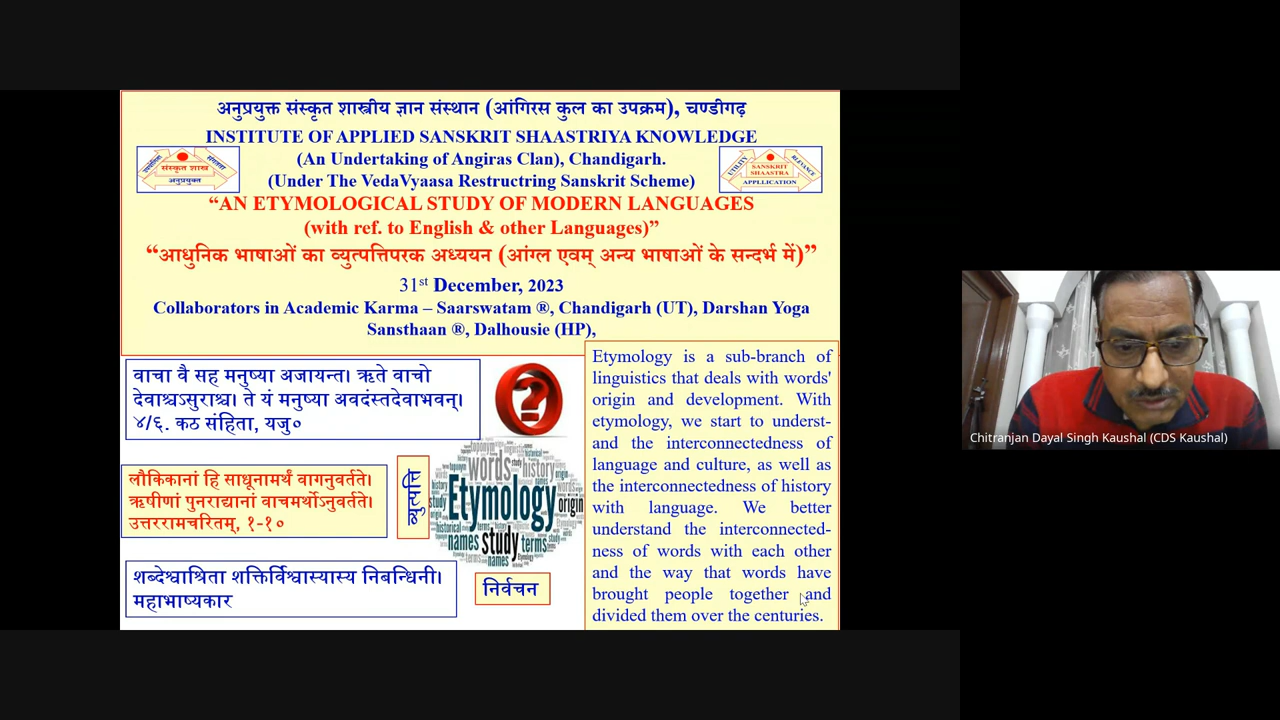 अनुप्रयुक्त संस्कृत शास्त्रीय ज्ञान संस्थान (आंगिरस कुल का उपक्रम), चण्डीगढ़
INSTITUTE OF APPLIED SANSKRIT SHAASTRIYA KNOWLEDGE
(An Undertaking of Angiras Clan), Chandigarh.
(Under The VedaVyaasa Restructring Sanskrit Scheme)
संस्कृत शास्त्र
अनुप्रयुक्त
UTILITY
RELEVANCE
SANSKRIT
SHAASTRA
APPLLICATION
“AN ETYMOLOGICAL STUDY OF MODERN LANGUAGES
(with ref. to English & other Languages)”
“आधुनिक भाषाओं का व्युत्पत्तिपरक अध्ययन (आंग्ल एवम् अन्य भाषाओं के सन्दर्भ में)”
31st December, 2023
Collaborators in Academic Karma – Saarswatam ®, Chandigarh (UT), Darshan Yoga
Sansthaan ®, Dalhousie (HP),
वाचा वै सह मनुष्या अजायन्त। ऋते वाचो
देवाश्चऽसुराश्च। ते यं मनुष्या अवदंस्तदेवाभवन्।
४/६. कठ संहिता, यजु०
लौकिकानां हि साधूनामर्थं वागनुवर्तते।
ऋषीणां पुनराद्यानां वाचमर्थोऽनुवर्तते।
उत्तररामचरितम्, १-१०
शब्देश्वाश्रिता शक्तिर्विश्वास्यास्य निबन्धिनी।
महाभाष्यकार
?
व्युत्पत्ति
words
history
Etymology
origin
names study terms
निर्वचन
Etymology is a sub-branch of
linguistics that deals with words'
origin and development. With
etymology, we start to underst-
and the interconnectedness of
language and culture, as well as
the interconnectedness of history
with language. We better
understand the interconnected-
ness of words with each other
and the way that words have
brought people together and
divided them over the centuries.
Chitranjan Dayal Singh Kaushal (CDS Kaushal)